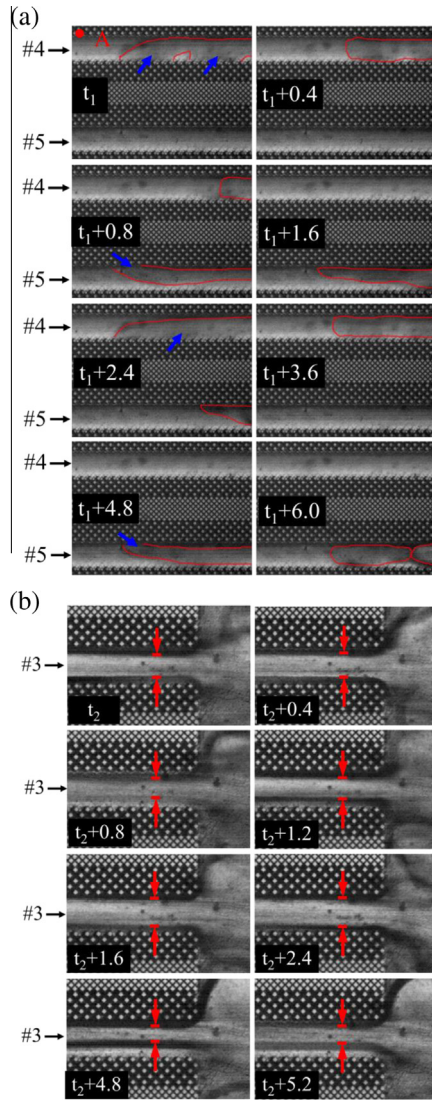 (a)
#4
A
t1
t1+0.4
#5
#4
t1+0.8
t1+1.6
#5
#4
t1+2.4
t1+3.6
#5
#4
t1+4.8
t1+6.0
#5
(b)
#3
t2
t2+0.4
#3
t2+0.8
t2+1.2
#3
t2+1.6
t2+2.4
#3
t2+4.8
t2+5.2